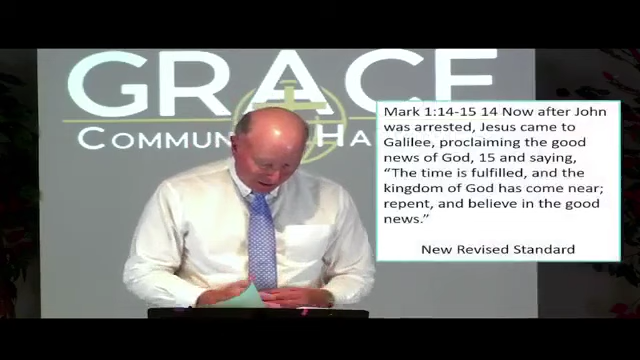 GRACE
COMMUN HA
Mark 1:14-15 14 Now after John
was arrested, Jesus came to
Galilee, proclaiming the good
news of God, 15 and saying,
“The time is fulfilled, and the
kingdom of God has come near;
repent, and believe in the good
news.”
New Revised Standard